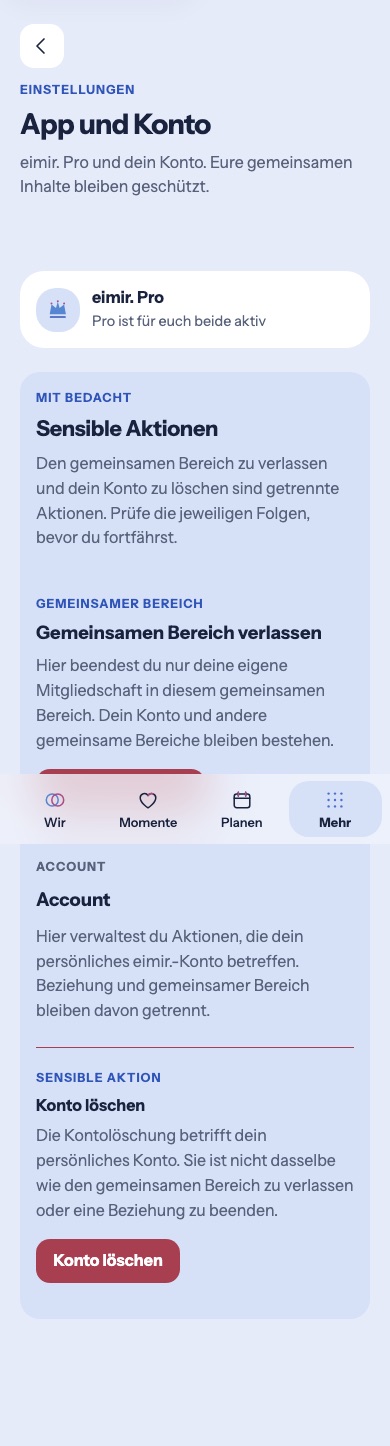 EINSTELLUNGEN
App und Konto
eimir. Pro und dein Konto. Eure gemeinsamen
Inhalte bleiben geschützt.
eimir. Pro
Pro ist für euch beide aktiv
MIT BEDACHT
Sensible Aktionen
Den gemeinsamen Bereich zu verlassen
und dein Konto zu löschen sind getrennte
Aktionen. Prüfe die jeweiligen Folgen,
bevor du fortfährst.
GEMEINSAMER BEREICH
Gemeinsamen Bereich verlassen
Hier beendest du nur deine eigene
Mitgliedschaft in diesem gemeinsamen
Bereich. Dein Konto und andere
gemeinsame Bereiche bleiben bestehen.
Wir Momente Planen Mehr
ACCOUNT
Account
Hier verwaltest du Aktionen, die dein
persönliches eimir.-Konto betreffen.
Beziehung und gemeinsamer Bereich
bleiben davon getrennt.
SENSIBLE AKTION
Konto löschen
Die Kontolöschung betrifft dein
persönliches Konto. Sie ist nicht dasselbe
wie den gemeinsamen Bereich zu verlassen
oder eine Beziehung zu beenden.
Konto löschen